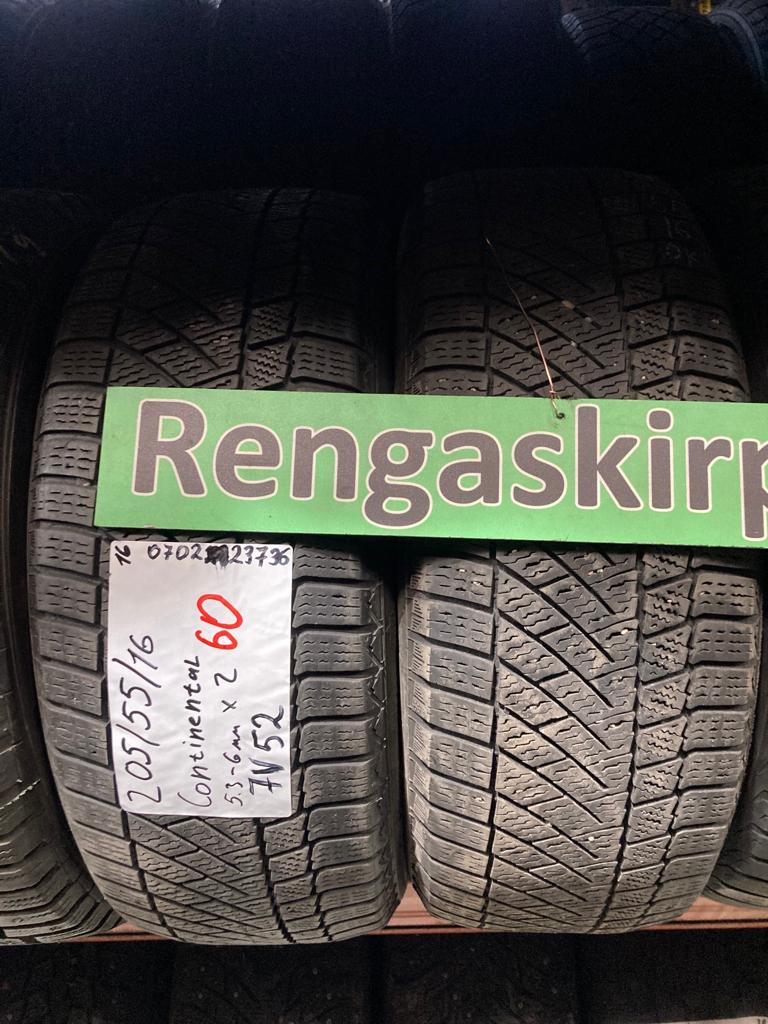 Rengaskirp
16 0702 23736
205/55/16
Continental
5.3-6mm x 2 60
7V52